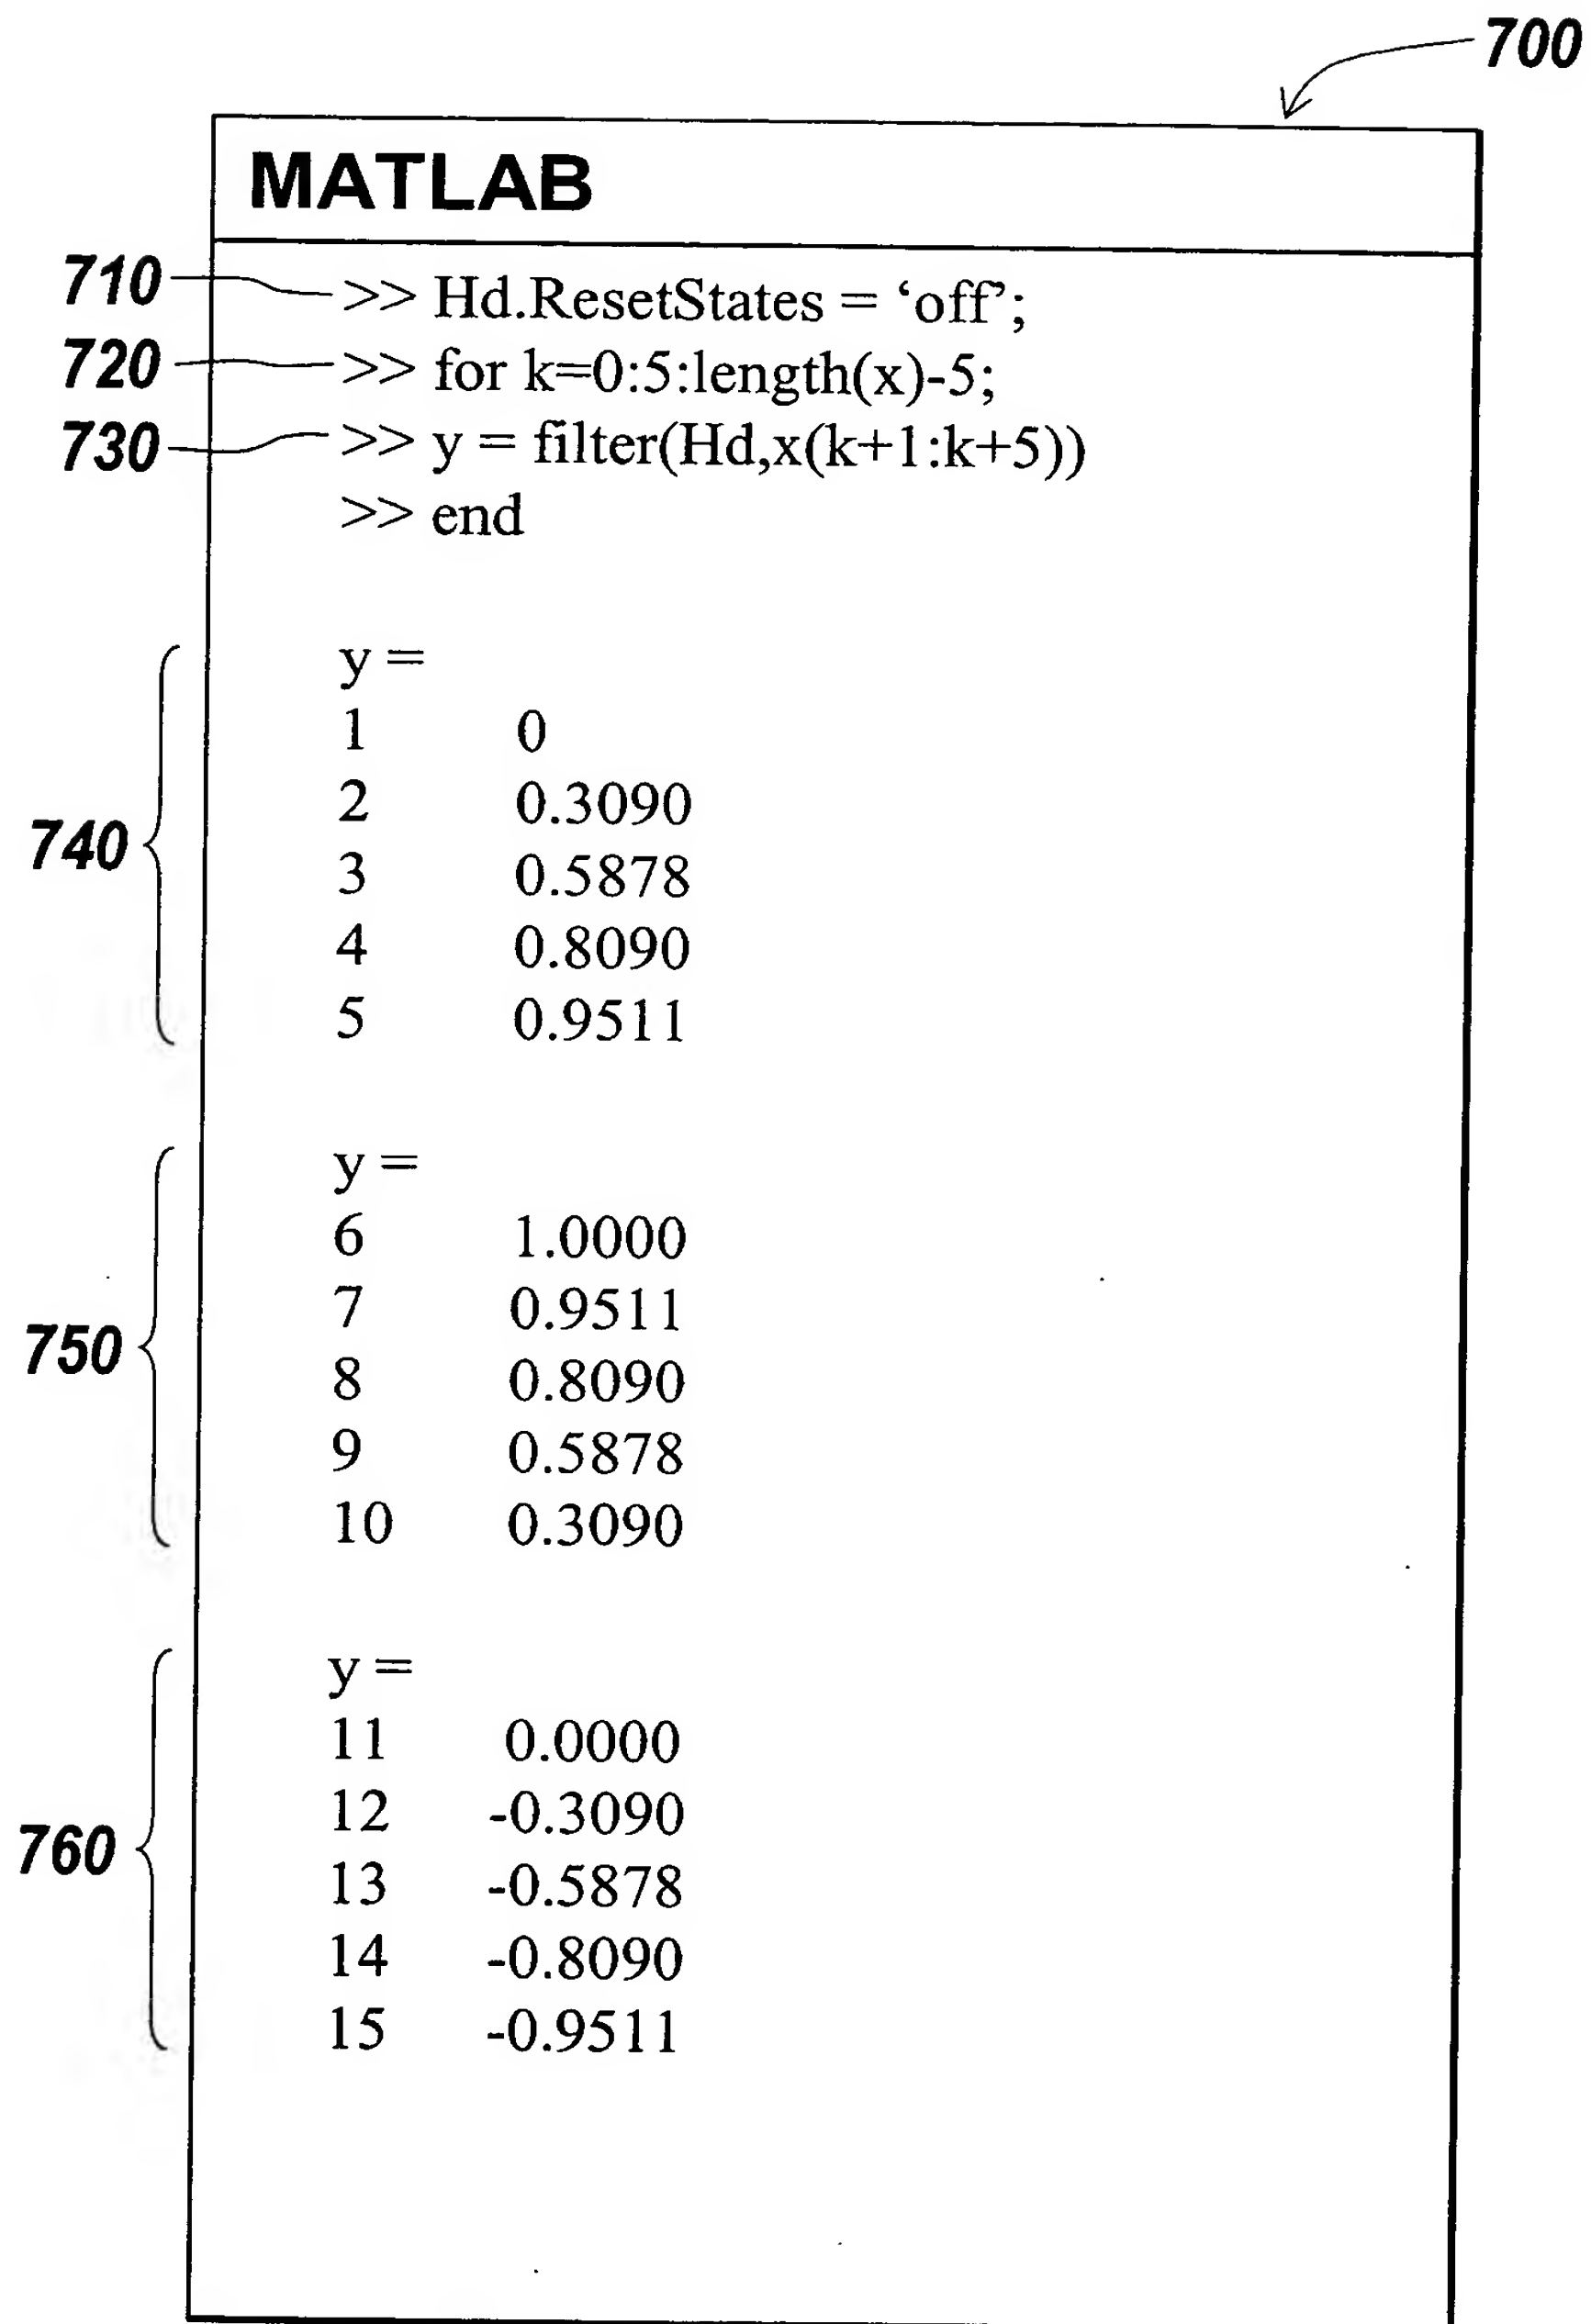 700
MATLAB
710 >> Hd.ResetStates = ‘off’;
720 >> for k=0:5:length(x)-5;
730 >> y = filter(Hd,x(k+1:k+5))
>> end
740
y =
1 0
2 0.3090
3 0.5878
4 0.8090
5 0.9511
750
y =
6 1.0000
7 0.9511
8 0.8090
9 0.5878
10 0.3090
760
y =
11 0.0000
12 -0.3090
13 -0.5878
14 -0.8090
15 -0.9511